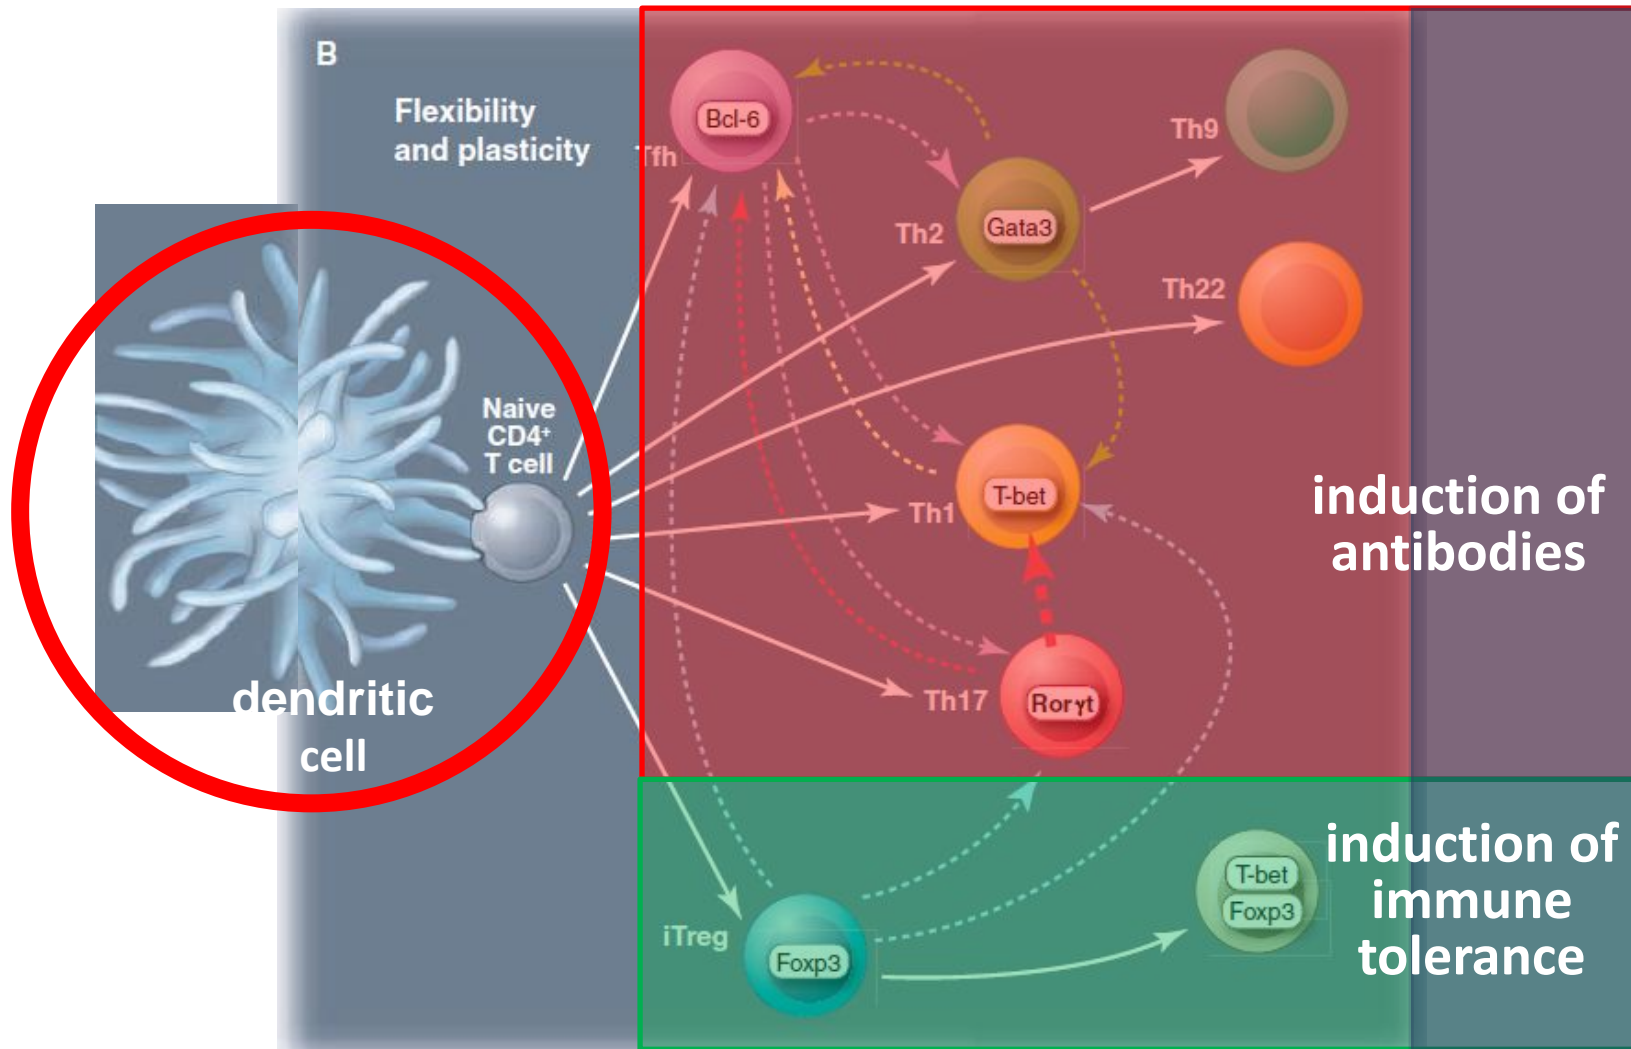 B
Flexibility
and plasticity
Bcl-6
Tfh
Th9
Gata3
Th2
Th22
Naive
CD4⁺
T cell
T-bet
Th1
induction of
antibodies
Th17
Rorγt
dendritic
cell
induction of
immune
tolerance
T-bet
Foxp3
iTreg
Foxp3